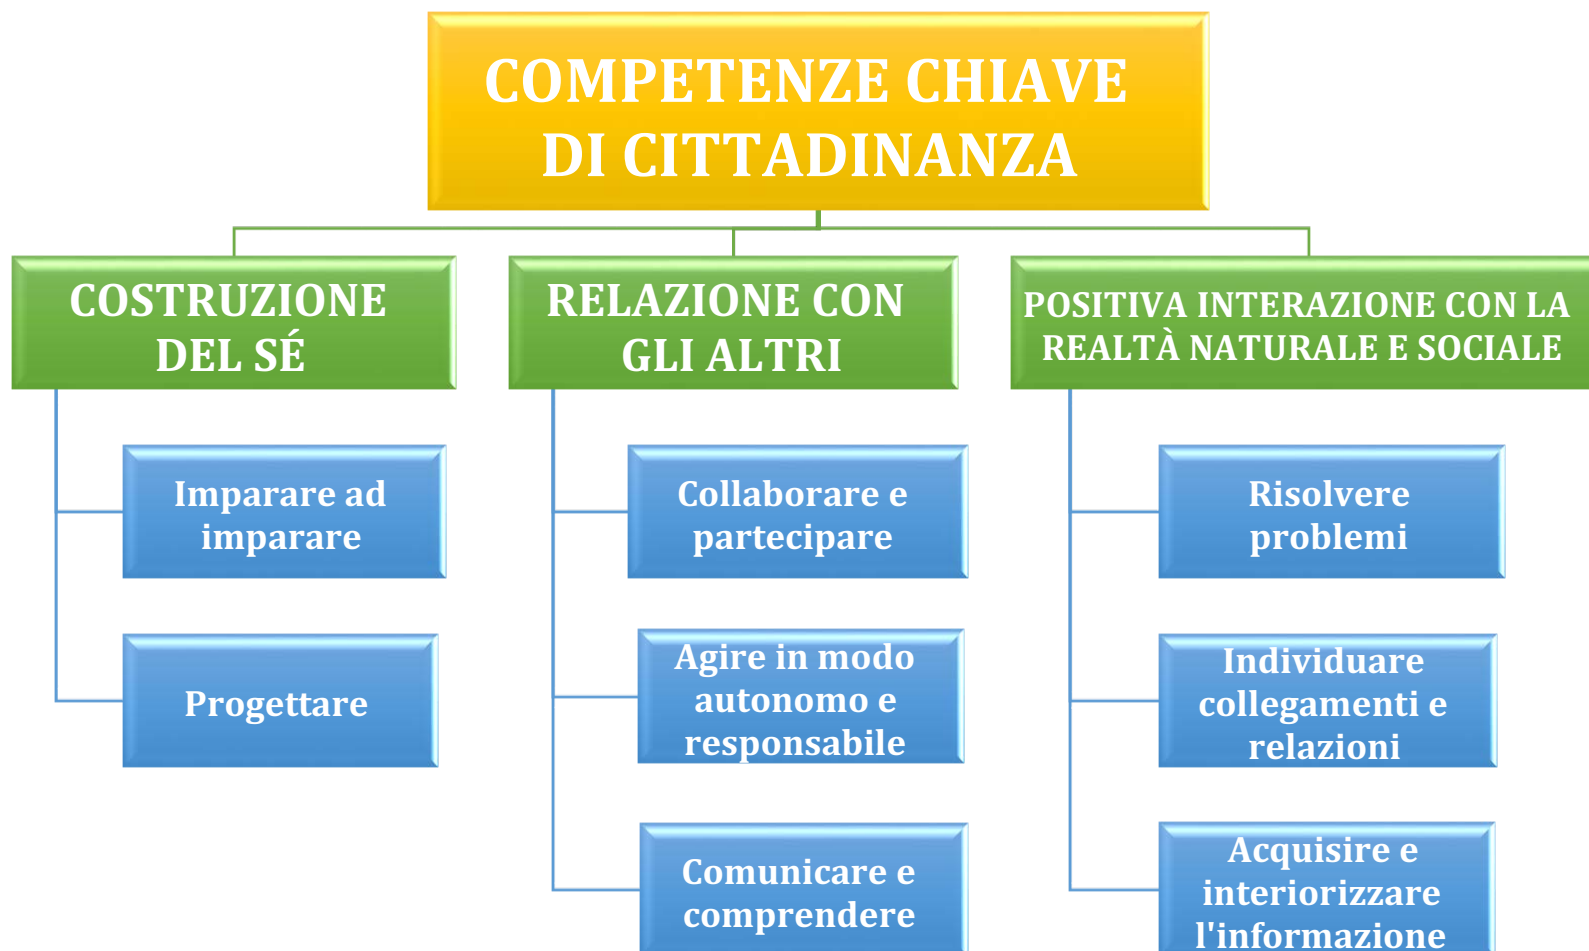 COMPETENZE CHIAVE
DI CITTADINANZA
COSTRUZIONE
DEL SÉ
RELAZIONE CON
GLI ALTRI
POSITIVA INTERAZIONE CON LA
REALTÀ NATURALE E SOCIALE
Imparare ad
imparare
Progettare
Collaborare e
partecipare
Agire in modo
autonomo e
responsabile
Comunicare e
comprendere
Risolvere
problemi
Individuare
collegamenti e
relazioni
Acquisire e
interiorizzare
l'informazione